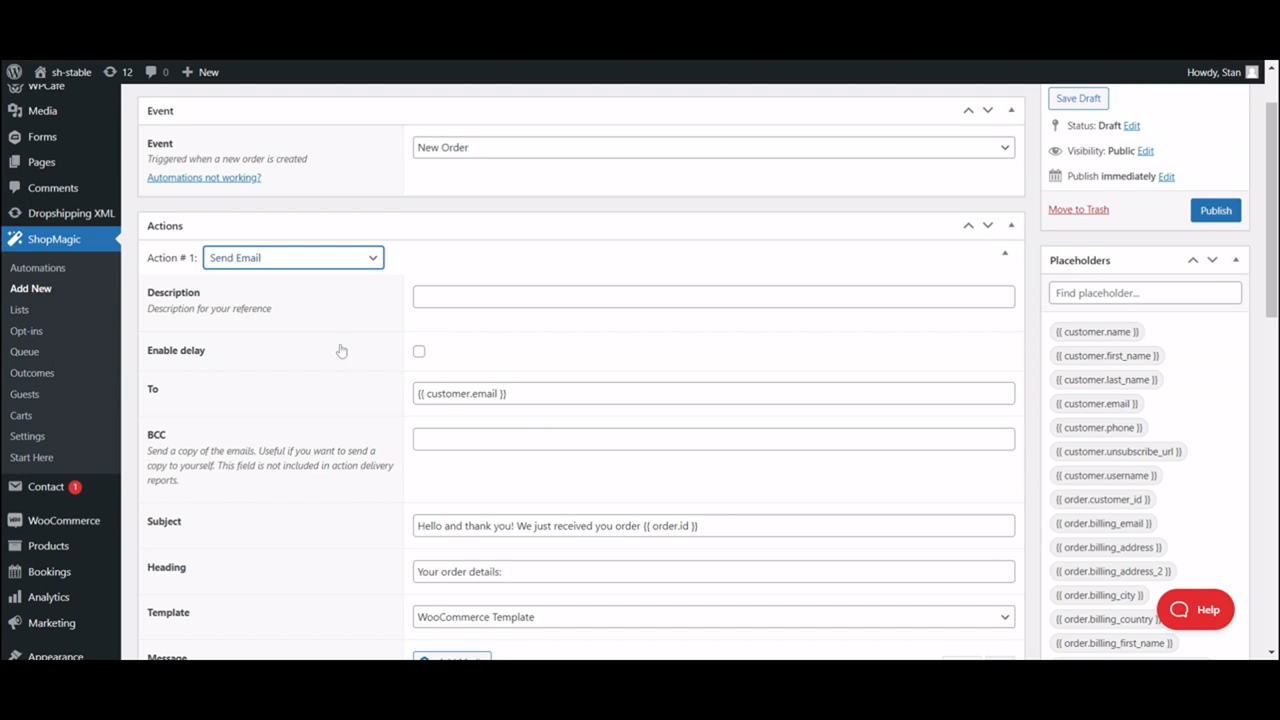 sh-stable
12
0
New
Howdy, Stan
WPCafe
Media
Forms
Pages
Comments
Dropshipping XML
ShopMagic
Automations
Add New
Lists
Opt-ins
Queue
Outcomes
Guests
Carts
Settings
Start Here
Contact 1
WooCommerce
Products
Bookings
Analytics
Marketing
Appearance
Event
Event
Triggered when a new order is created
Automations not working?
New Order
Actions
Action # 1: Send Email
Description
Description for your reference
Enable delay
To
{{ customer.email }}
BCC
Send a copy of the emails. Useful if you want to send a
copy to yourself. This field is not included in action delivery
reports.
Subject
Hello and thank you! We just received you order {{ order.id }}
Heading
Your order details:
Template
WooCommerce Template
Message
Save Draft
Status: Draft Edit
Visibility: Public Edit
Publish immediately Edit
Move to Trash
Publish
Placeholders
Find placeholder...
{{ customer.name }}
{{ customer.first_name }}
{{ customer.last_name }}
{{ customer.email }}
{{ customer.phone }}
{{ customer.unsubscribe_url }}
{{ customer.username }}
{{ order.customer_id }}
{{ order.billing_email }}
{{ order.billing_address }}
{{ order.billing_address_2 }}
{{ order.billing_city }}
{{ order.billing_country
{{ order.billing_first_name }}
Help